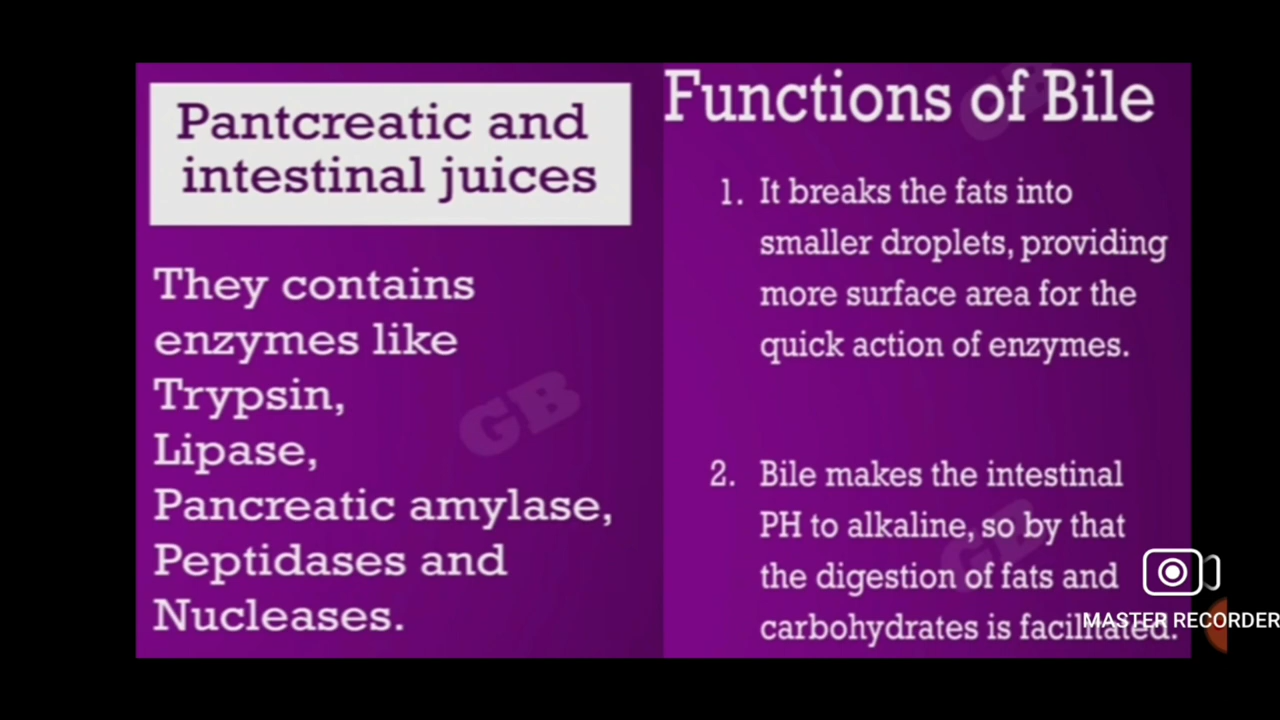 Pantcreatic and
intestinal juices
They contains
enzymes like
Trypsin,
Lipase,
Pancreatic amylase,
Peptidases and
Nucleases.
Functions of Bile
1. It breaks the fats into
smaller droplets, providing
more surface area for the
quick action of enzymes.
2. Bile makes the intestinal
PH to alkaline, so by that
the digestion of fats and
carbohydrates is facilitated.
GB
GB
GB
MASTER RECORDER